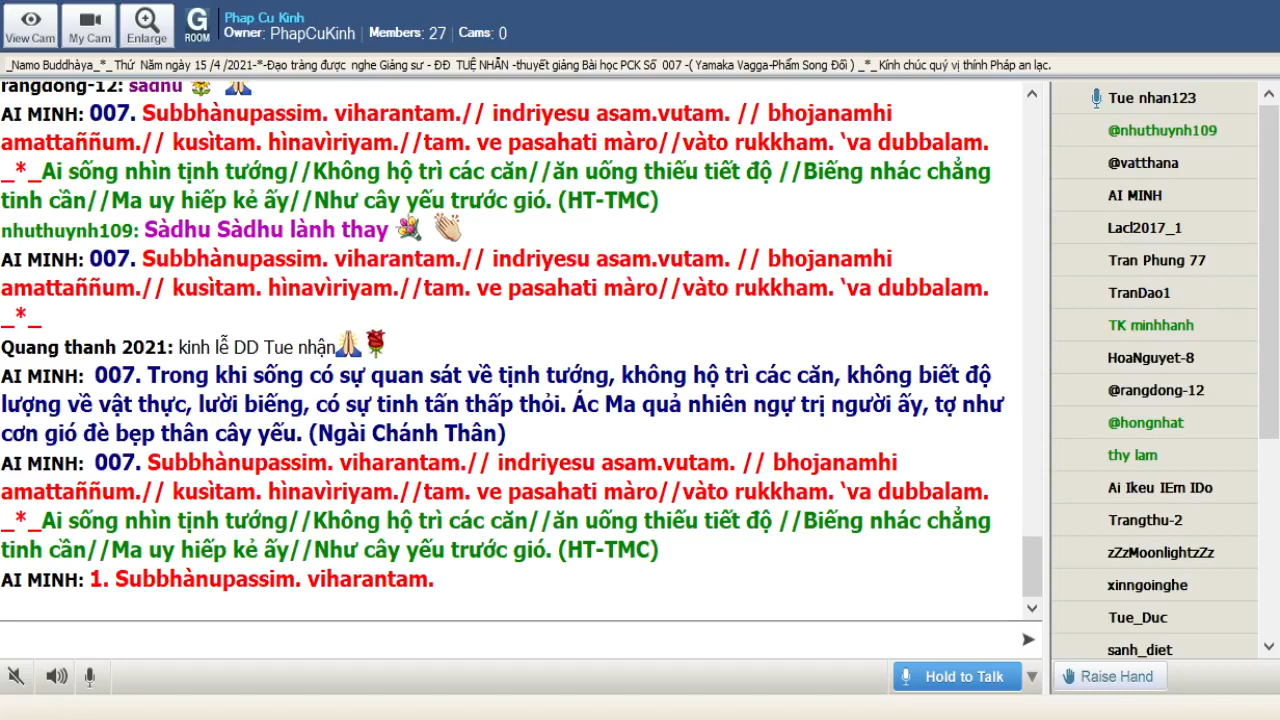 View Cam
My Cam
Enlarge
G
ROOM
Phap Cu Kinh
Owner: PhapCuKinh | Members: 27 | Cams: 0
_Namo Buddhàya_*_ Thứ Năm ngày 15 /4 /2021-*-Đạo tràng được nghe Giảng sư - ĐĐ TUỆ NHẪN -thuyết giảng Bài học PCK Số 007 -( Yamaka Vagga-Phẩm Song Đối ) _*_Kính chúc quý vị thính Pháp an lạc.
rangdong-12: sadhu
AI MINH: 007. Subbhànupassim. viharantam.// indriyesu asam.vutam. // bhojanamhi
amattaññum.// kusìtam. hìnavìriyam.//tam. ve pasahati màro//vàto rukkham. ‛va dubbalam.
_*_Ai sống nhìn tịnh tướng//Không hộ trì các căn//ăn uống thiếu tiết độ //Biếng nhác chẳng
tinh cần//Ma uy hiếp kẻ ấy//Như cây yếu trước gió. (HT-TMC)
nhuthuynh109: Sàdhu Sàdhu lành thay
AI MINH: 007. Subbhànupassim. viharantam.// indriyesu asam.vutam. // bhojanamhi
amattaññum.// kusìtam. hìnavìriyam.//tam. ve pasahati màro//vàto rukkham. ‛va dubbalam.
_*_
Quang thanh 2021: kinh lễ DD Tue nhận
AI MINH: 007. Trong khi sống có sự quan sát về tịnh tướng, không hộ trì các căn, không biết độ
lượng về vật thực, lười biếng, có sự tinh tấn thấp thỏi. Ác Ma quả nhiên ngự trị người ấy, tợ như
cơn gió đè bẹp thân cây yếu. (Ngài Chánh Thân)
AI MINH: 007. Subbhànupassim. viharantam.// indriyesu asam.vutam. // bhojanamhi
amattaññum.// kusìtam. hìnavìriyam.//tam. ve pasahati màro//vàto rukkham. ‛va dubbalam.
_*_Ai sống nhìn tịnh tướng//Không hộ trì các căn//ăn uống thiếu tiết độ //Biếng nhác chẳng
tinh cần//Ma uy hiếp kẻ ấy//Như cây yếu trước gió. (HT-TMC)
AI MINH: 1. Subbhànupassim. viharantam.
Tue nhan123
@nhuthuynh109
@vatthana
AI MINH
Lacl2017_1
Tran Phung 77
TranDao1
TK minhhanh
HoaNguyet-8
@rangdong-12
@hongnhat
thy lam
Ai Ikeu IEm IDo
Trangthu-2
zZzMoonlightzZz
xinngoinghe
Tue_Duc
sanh_diet
Hold to Talk
Raise Hand